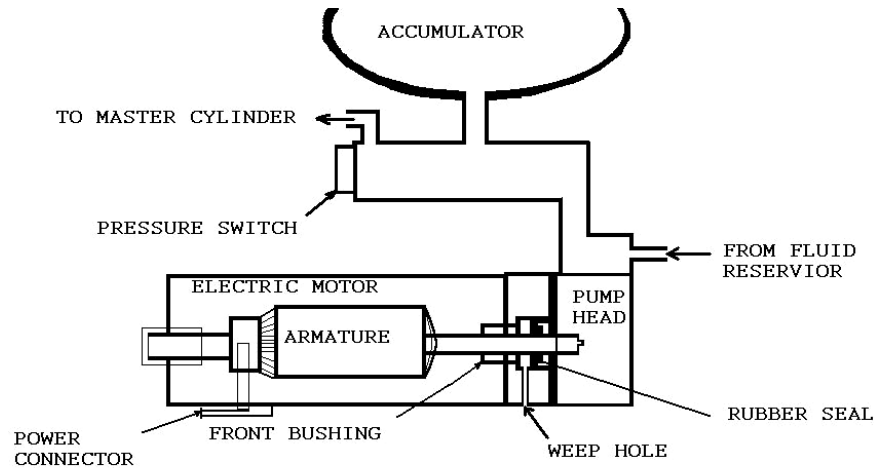 ACCUMULATOR
TO MASTER CYLINDER
PRESSURE SWITCH
FROM FLUID
RESERVIOR
ELECTRIC MOTOR
PUMP
HEAD
ARMATURE
RUBBER SEAL
FRONT BUSHING
POWER
CONNECTOR
WEEP HOLE